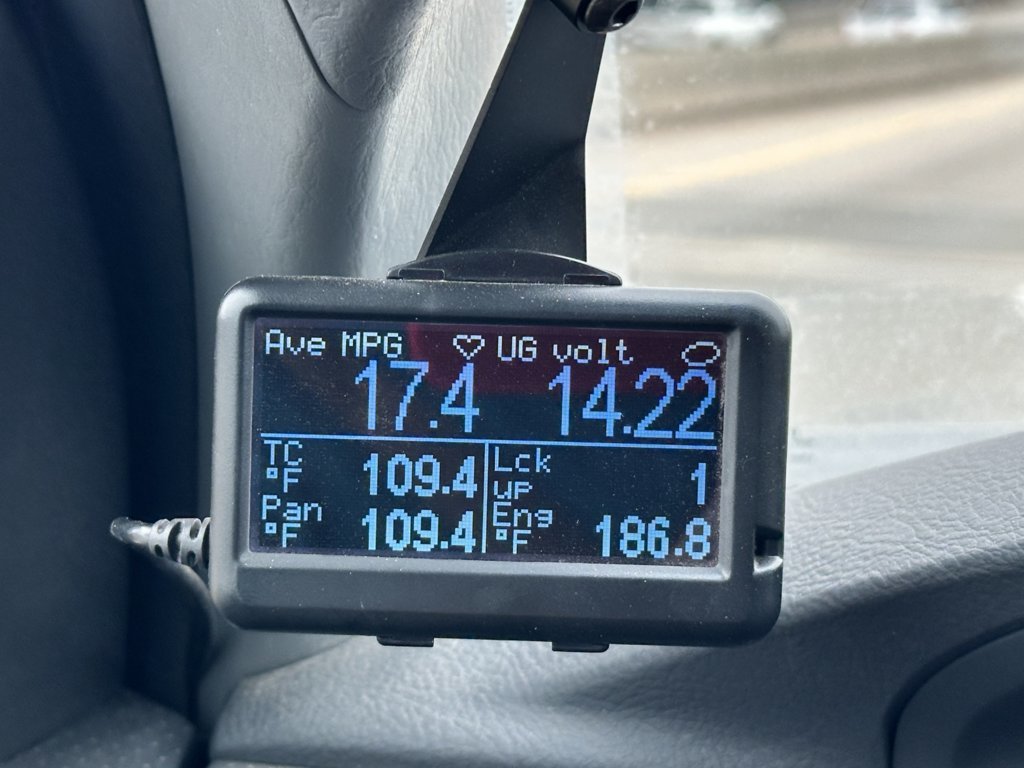 Ave MPG UG volt
17.4 14.22
TC °F 109.4 Lck up 1
Pan °F 109.4 Eng °F 186.8